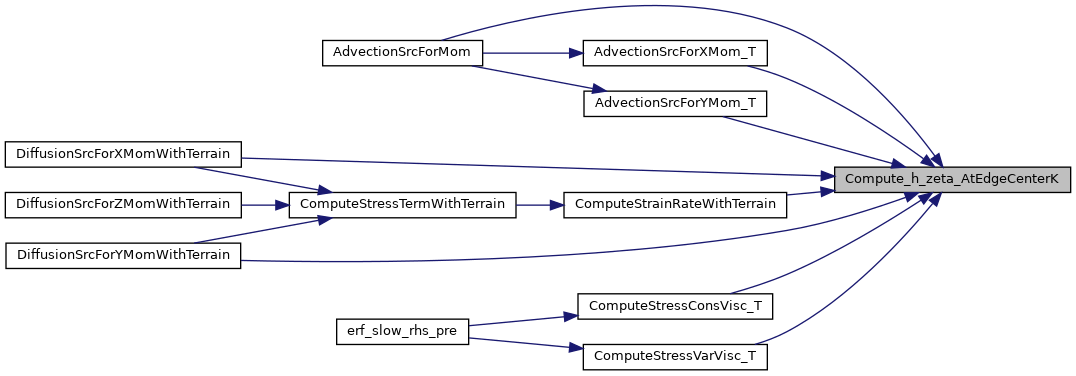 AdvectionSrcForMom
AdvectionSrcForXMom_T
AdvectionSrcForYMom_T
DiffusionSrcForXMomWithTerrain
Compute_h_zeta_AtEdgeCenterK
DiffusionSrcForZMomWithTerrain
ComputeStressTermWithTerrain
ComputeStrainRateWithTerrain
DiffusionSrcForYMomWithTerrain
ComputeStressConsVisc_T
erf_slow_rhs_pre
ComputeStressVarVisc_T